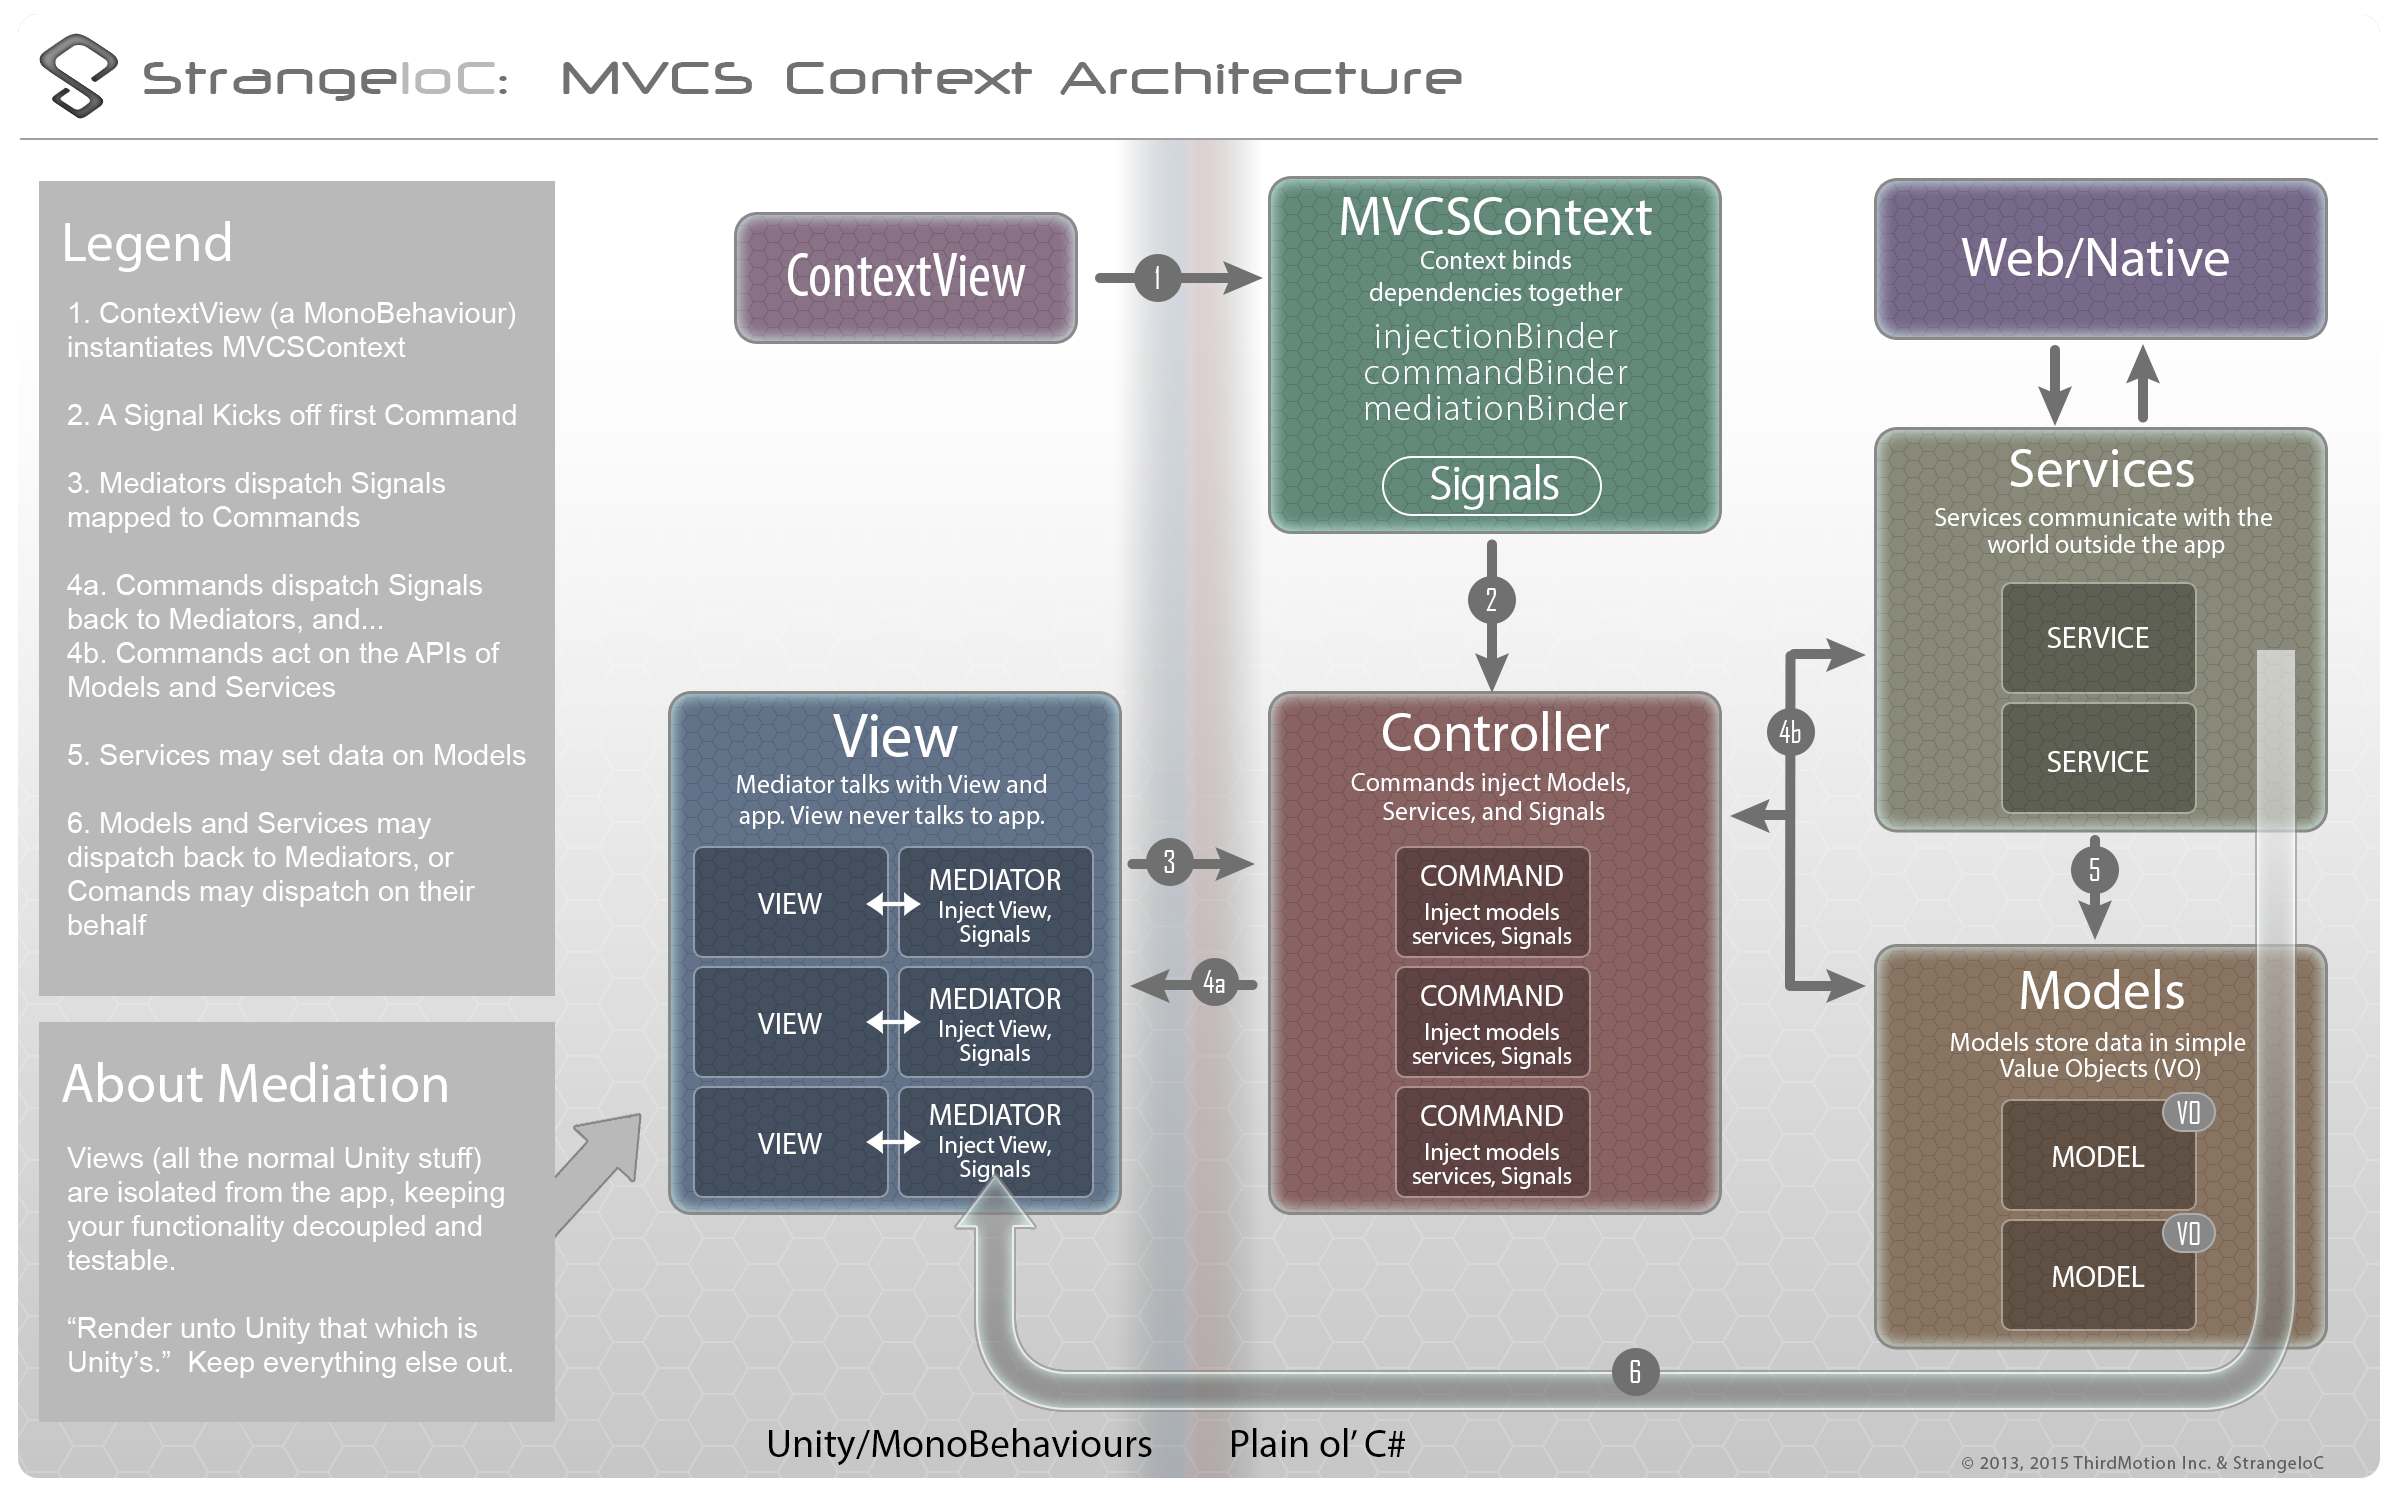 StrangeIoC: MVCS Context Architecture
Legend
1. ContextView (a MonoBehaviour)
instantiates MVCSContext
2. A Signal Kicks off first Command
3. Mediators dispatch Signals
mapped to Commands
4a. Commands dispatch Signals
back to Mediators, and...
4b. Commands act on the APIs of
Models and Services
5. Services may set data on Models
6. Models and Services may
dispatch back to Mediators, or
Comands may dispatch on their
behalf
About Mediation
Views (all the normal Unity stuff)
are isolated from the app, keeping
your functionality decoupled and
testable.
“Render unto Unity that which is
Unity’s.” Keep everything else out.
ContextView
1
MVCSContext
Context binds
dependencies together
injectionBinder
commandBinder
mediationBinder
Signals
2
Web/Native
Services
Services communicate with the
world outside the app
SERVICE
SERVICE
View
Mediator talks with View and
app. View never talks to app.
VIEW
MEDIATOR
Inject View,
Signals
VIEW
MEDIATOR
Inject View,
Signals
VIEW
MEDIATOR
Inject View,
Signals
3
4a
Controller
Commands inject Models,
Services, and Signals
COMMAND
Inject models
services, Signals
COMMAND
Inject models
services, Signals
COMMAND
Inject models
services, Signals
4b
5
Models
Models store data in simple
Value Objects (VO)
VO
MODEL
VO
MODEL
6
Unity/MonoBehaviours
Plain ol’ C#
© 2013, 2015 ThirdMotion Inc. & StrangeIoC